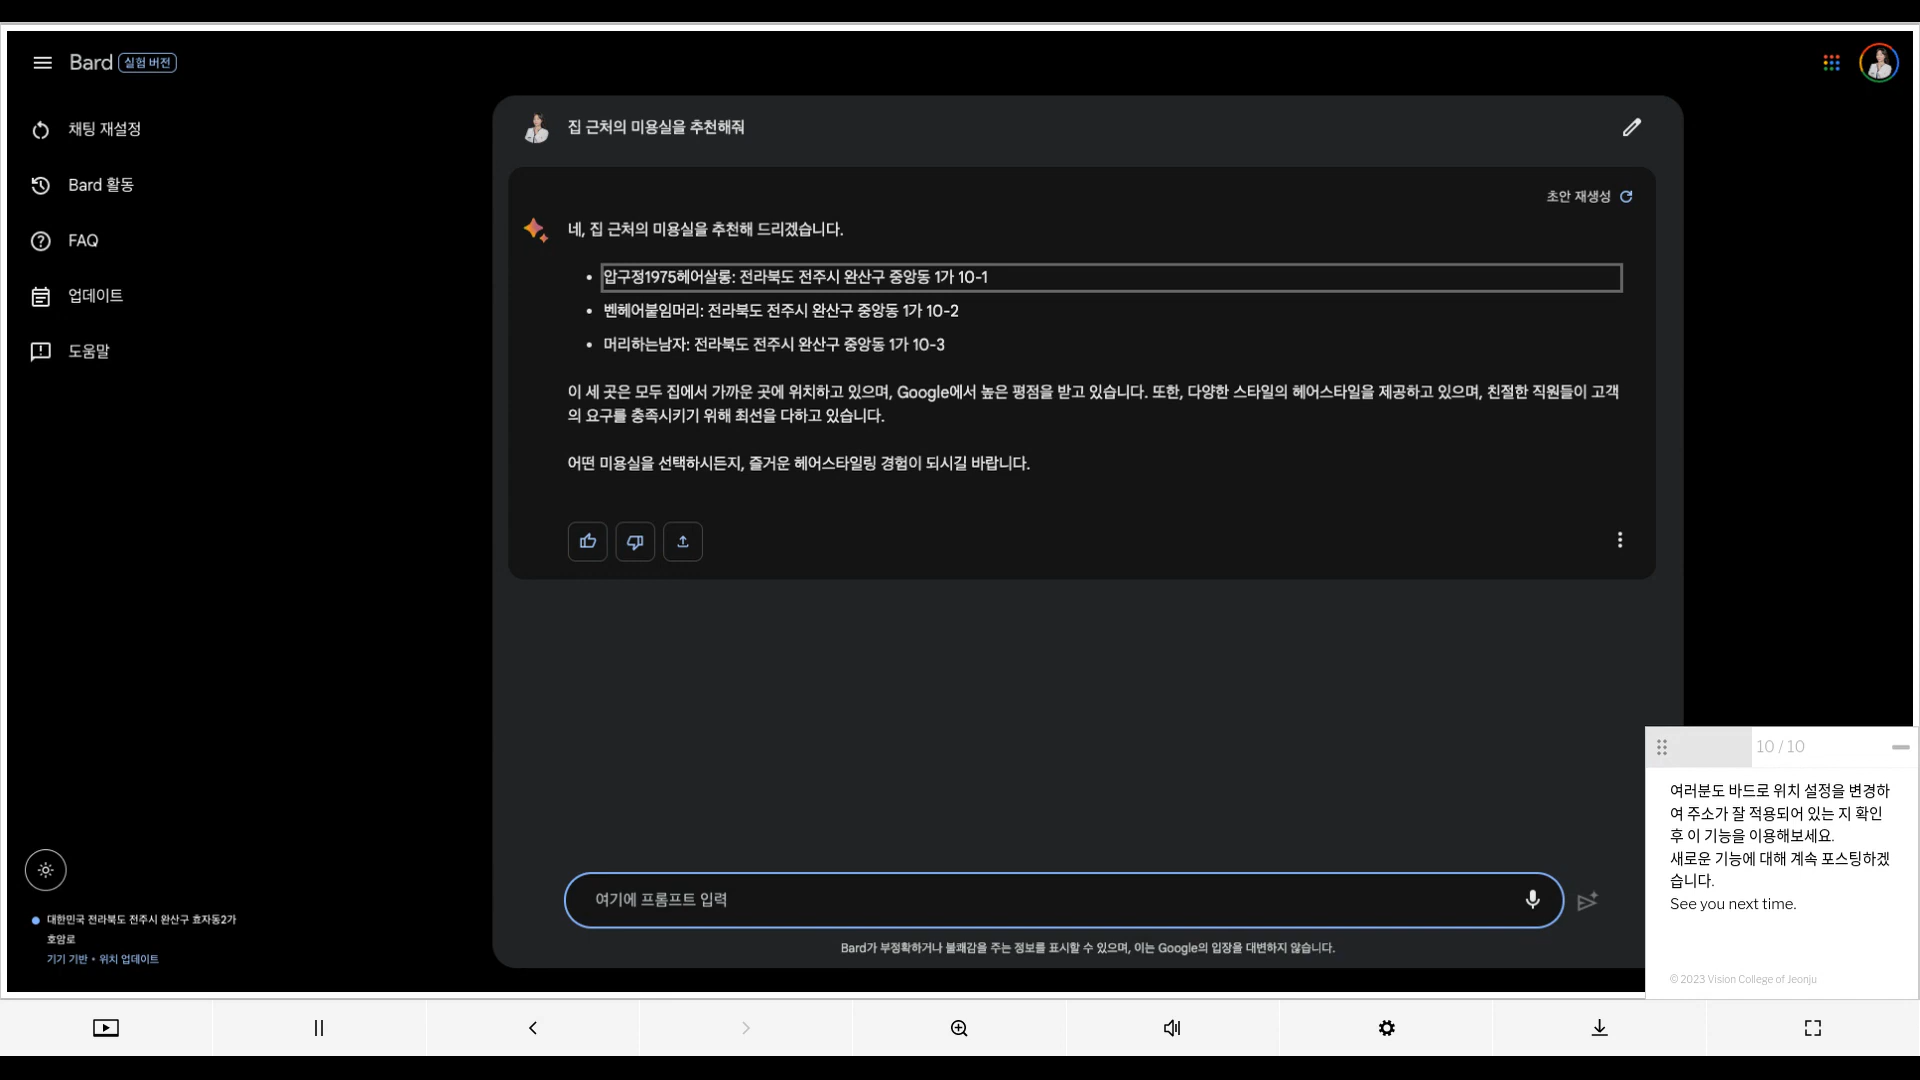 Bard 실험 버전
채팅 재설정
Bard 활동
FAQ
업데이트
도움말
집 근처의 미용실을 추천해줘
초안 재생성
네, 집 근처의 미용실을 추천해 드리겠습니다.
• 압구정1975헤어살롱: 전라북도 전주시 완산구 중앙동 1가 10-1
• 벤헤어붙임머리: 전라북도 전주시 완산구 중앙동 1가 10-2
• 머리하는남자: 전라북도 전주시 완산구 중앙동 1가 10-3
이 세 곳은 모두 집에서 가까운 곳에 위치하고 있으며, Google에서 높은 평점을 받고 있습니다. 또한, 다양한 스타일의 헤어스타일을 제공하고 있으며, 친절한 직원들이 고객
의 요구를 충족시키기 위해 최선을 다하고 있습니다.
어떤 미용실을 선택하시든지, 즐거운 헤어스타일링 경험이 되시길 바랍니다.
여기에 프롬프트 입력
Bard가 부정확하거나 불쾌감을 주는 정보를 표시할 수 있으며, 이는 Google의 입장을 대변하지 않습니다.
대한민국 전라북도 전주시 완산구 효자동2가
호암로
기기 기반 • 위치 업데이트
10 / 10
여러분도 바드로 위치 설정을 변경하
여 주소가 잘 적용되어 있는 지 확인
후 이 기능을 이용해보세요.
새로운 기능에 대해 계속 포스팅하겠
습니다.
See you next time.
© 2023 Vision College of Jeonju